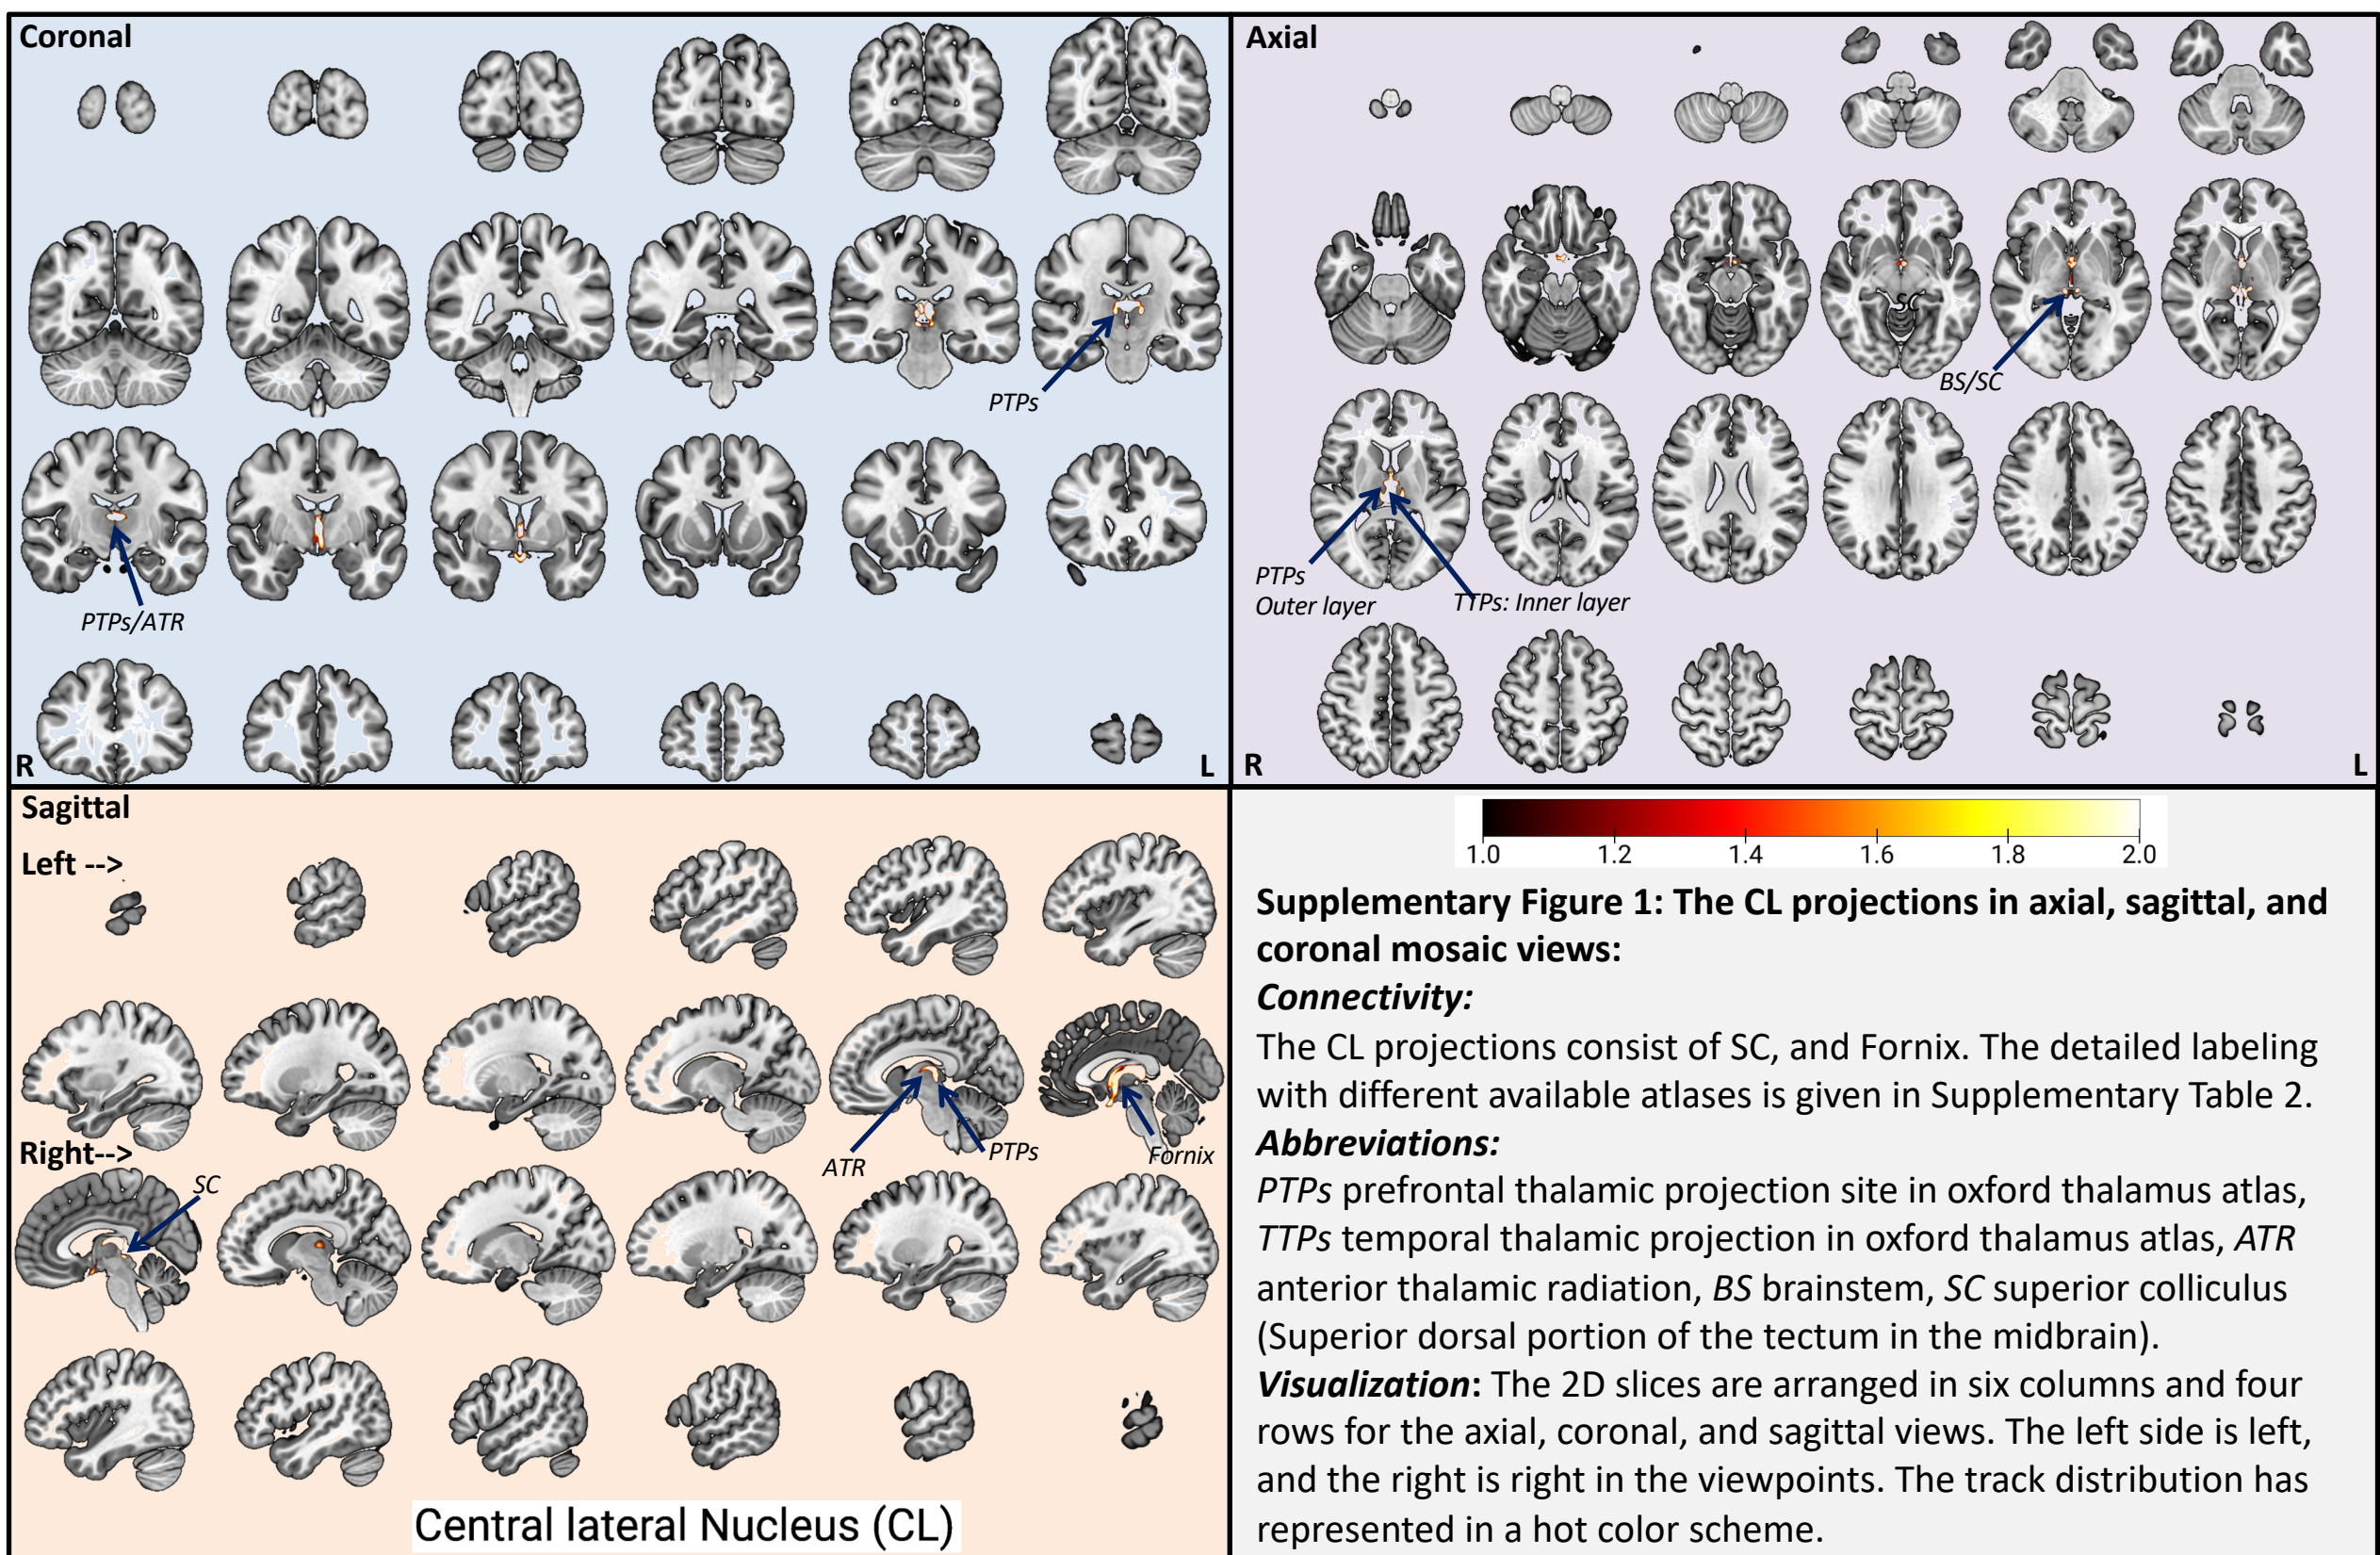 Coronal
PTPs
PTPs/ATR
R
L
Axial
BS/SC
PTPs
Outer layer
TTPs: Inner layer
R
L
Sagittal
Left -->
ATR
PTPs
Fornix
Right-->
SC
Central lateral Nucleus (CL)
1.0 1.2 1.4 1.6 1.8 2.0
Supplementary Figure 1: The CL projections in axial, sagittal, and
coronal mosaic views:
Connectivity:
The CL projections consist of SC, and Fornix. The detailed labeling
with different available atlases is given in Supplementary Table 2.
Abbreviations:
PTPs prefrontal thalamic projection site in oxford thalamus atlas,
TTPs temporal thalamic projection in oxford thalamus atlas, ATR
anterior thalamic radiation, BS brainstem, SC superior colliculus
(Superior dorsal portion of the tectum in the midbrain).
Visualization: The 2D slices are arranged in six columns and four
rows for the axial, coronal, and sagittal views. The left side is left,
and the right is right in the viewpoints. The track distribution has
represented in a hot color scheme.